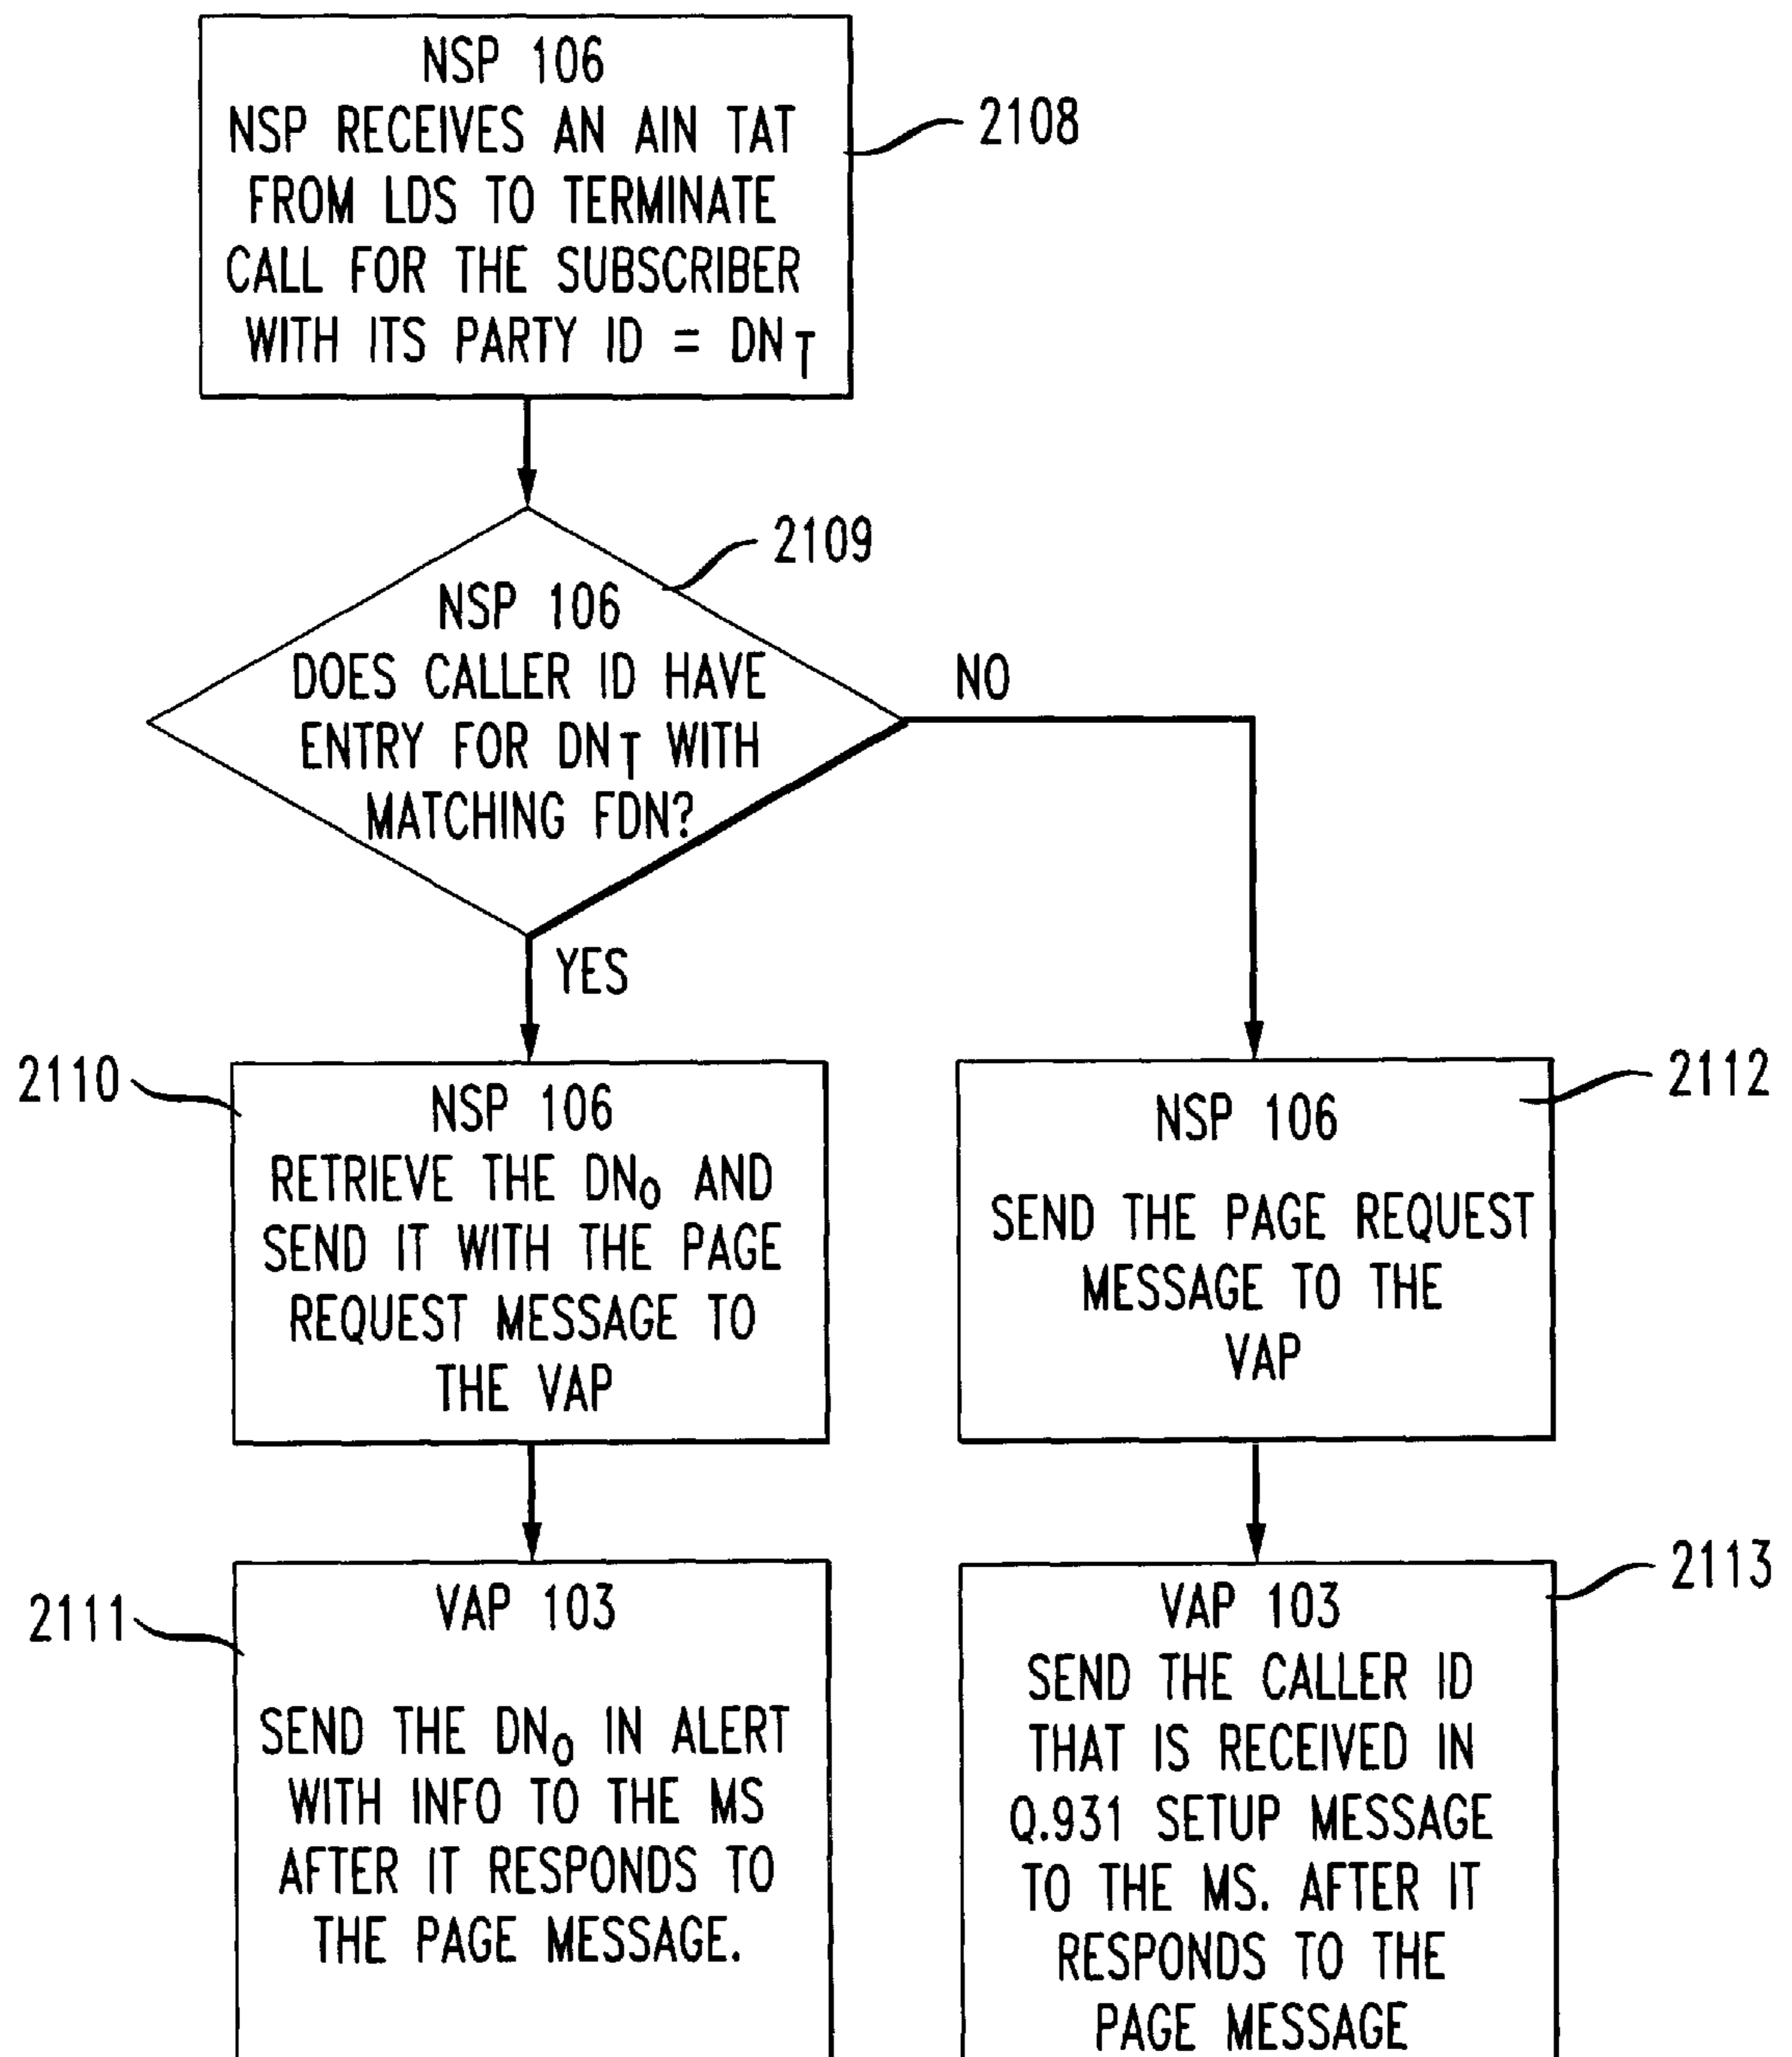 NSP 106
NSP RECEIVES AN AIN TAT
FROM LDS TO TERMINATE
CALL FOR THE SUBSCRIBER
WITH ITS PARTY ID = DNT
2108
2109
NSP 106
DOES CALLER ID HAVE
ENTRY FOR DNT WITH
MATCHING FDN?
NO
YES
2110
NSP 106
RETRIEVE THE DNO AND
SEND IT WITH THE PAGE
REQUEST MESSAGE TO
THE VAP
2112
NSP 106
SEND THE PAGE REQUEST
MESSAGE TO THE
VAP
2111
VAP 103
SEND THE DNO IN ALERT
WITH INFO TO THE MS
AFTER IT RESPONDS TO
THE PAGE MESSAGE.
2113
VAP 103
SEND THE CALLER ID
THAT IS RECEIVED IN
Q.931 SETUP MESSAGE
TO THE MS. AFTER IT
RESPONDS TO THE
PAGE MESSAGE